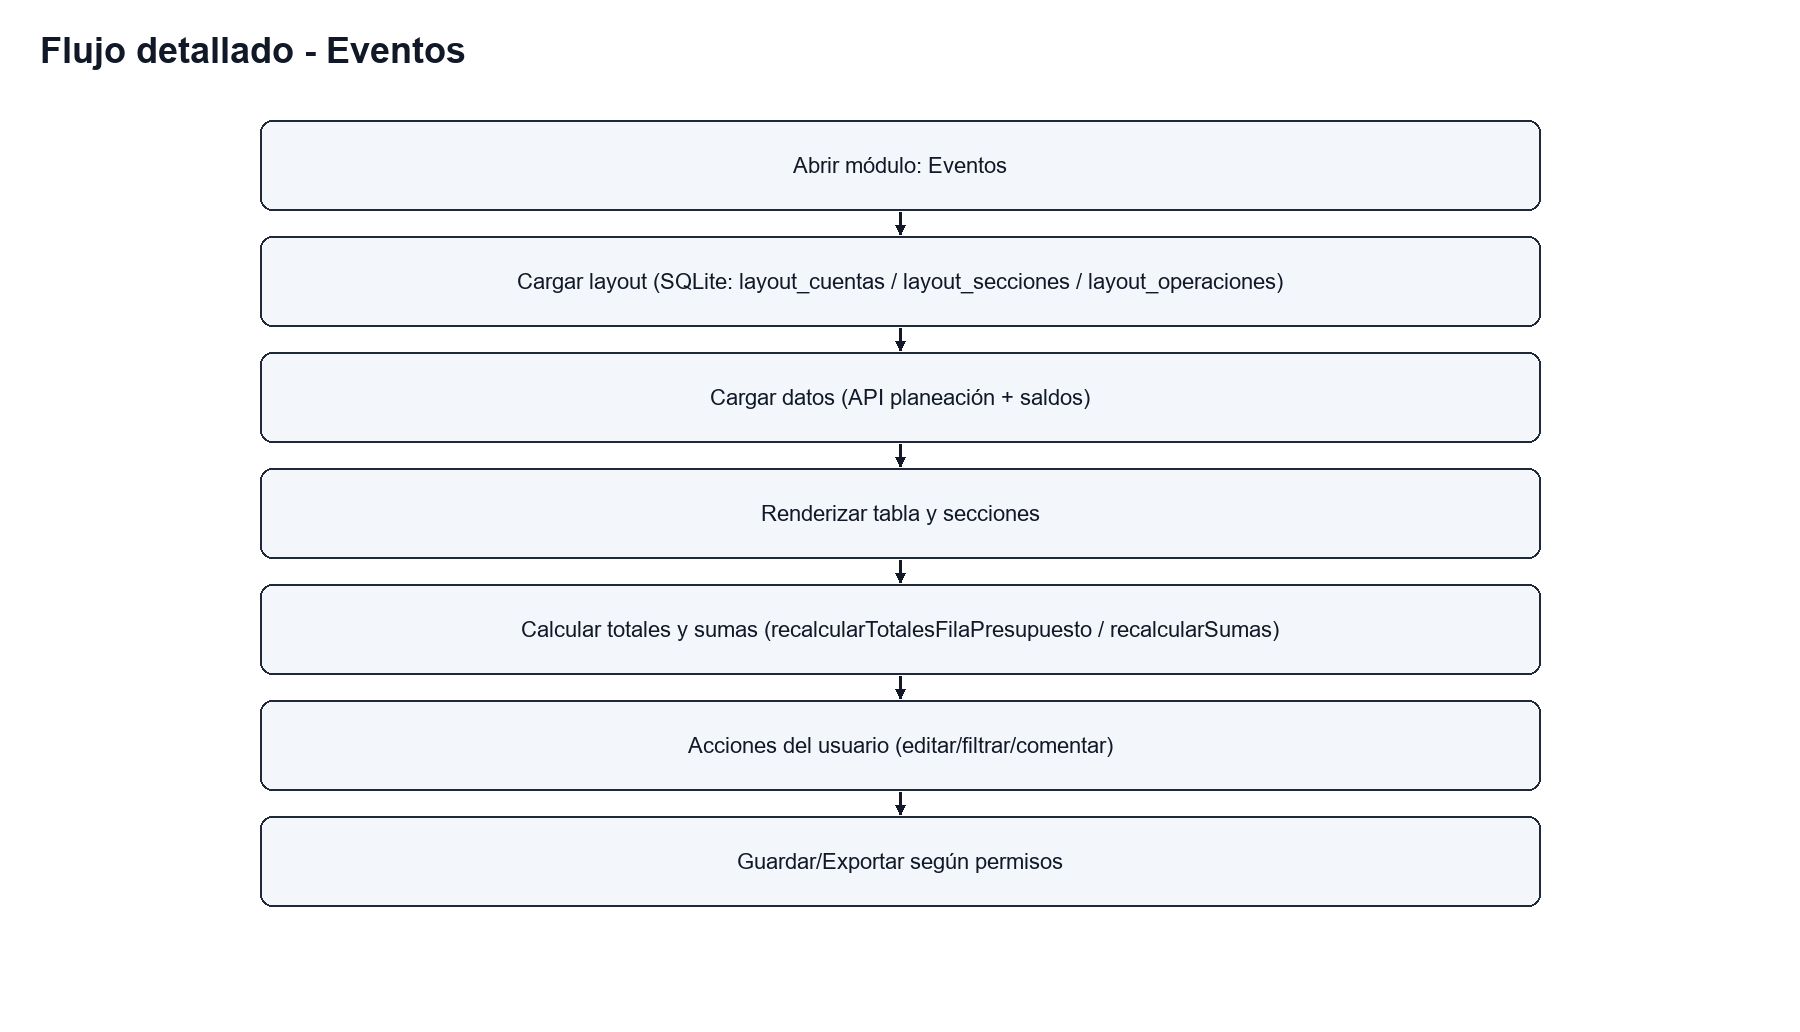 Flujo detallado - Eventos
Abrir módulo: Eventos
Cargar layout (SQLite: layout_cuentas / layout_secciones / layout_operaciones)
Cargar datos (API planeación + saldos)
Renderizar tabla y secciones
Calcular totales y sumas (recalcularTotalesFilaPresupuesto / recalcularSumas)
Acciones del usuario (editar/filtrar/comentar)
Guardar/Exportar según permisos